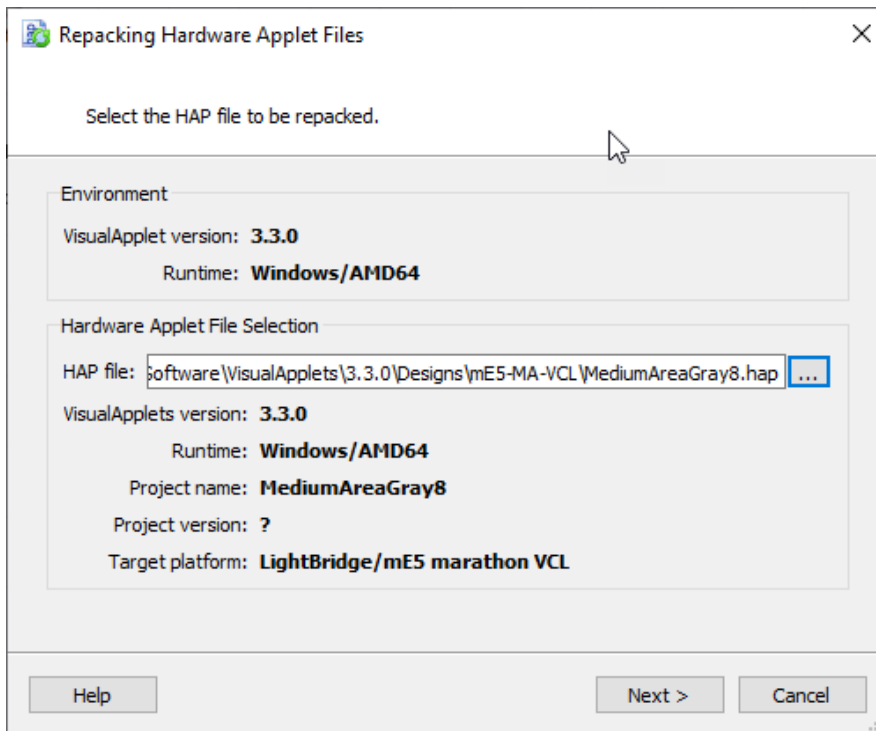 Repacking Hardware Applet Files
Select the HAP file to be repacked.
Environment
VisualApplet version: 3.3.0
Runtime: Windows/AMD64
Hardware Applet File Selection
HAP file: Software\VisualApplets\3.3.0\Designs\mE5-MA-VCL\MediumAreaGray8.hap ...
VisualApplets version: 3.3.0
Runtime: Windows/AMD64
Project name: MediumAreaGray8
Project version: ?
Target platform: LightBridge/mE5 marathon VCL
Help Next > Cancel